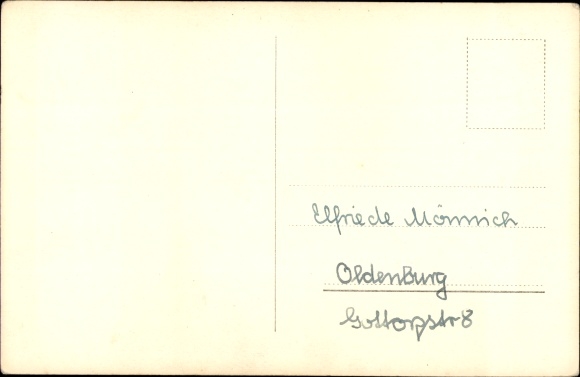 Elfriede Mönnich
Oldenburg
Gottorpstr 8